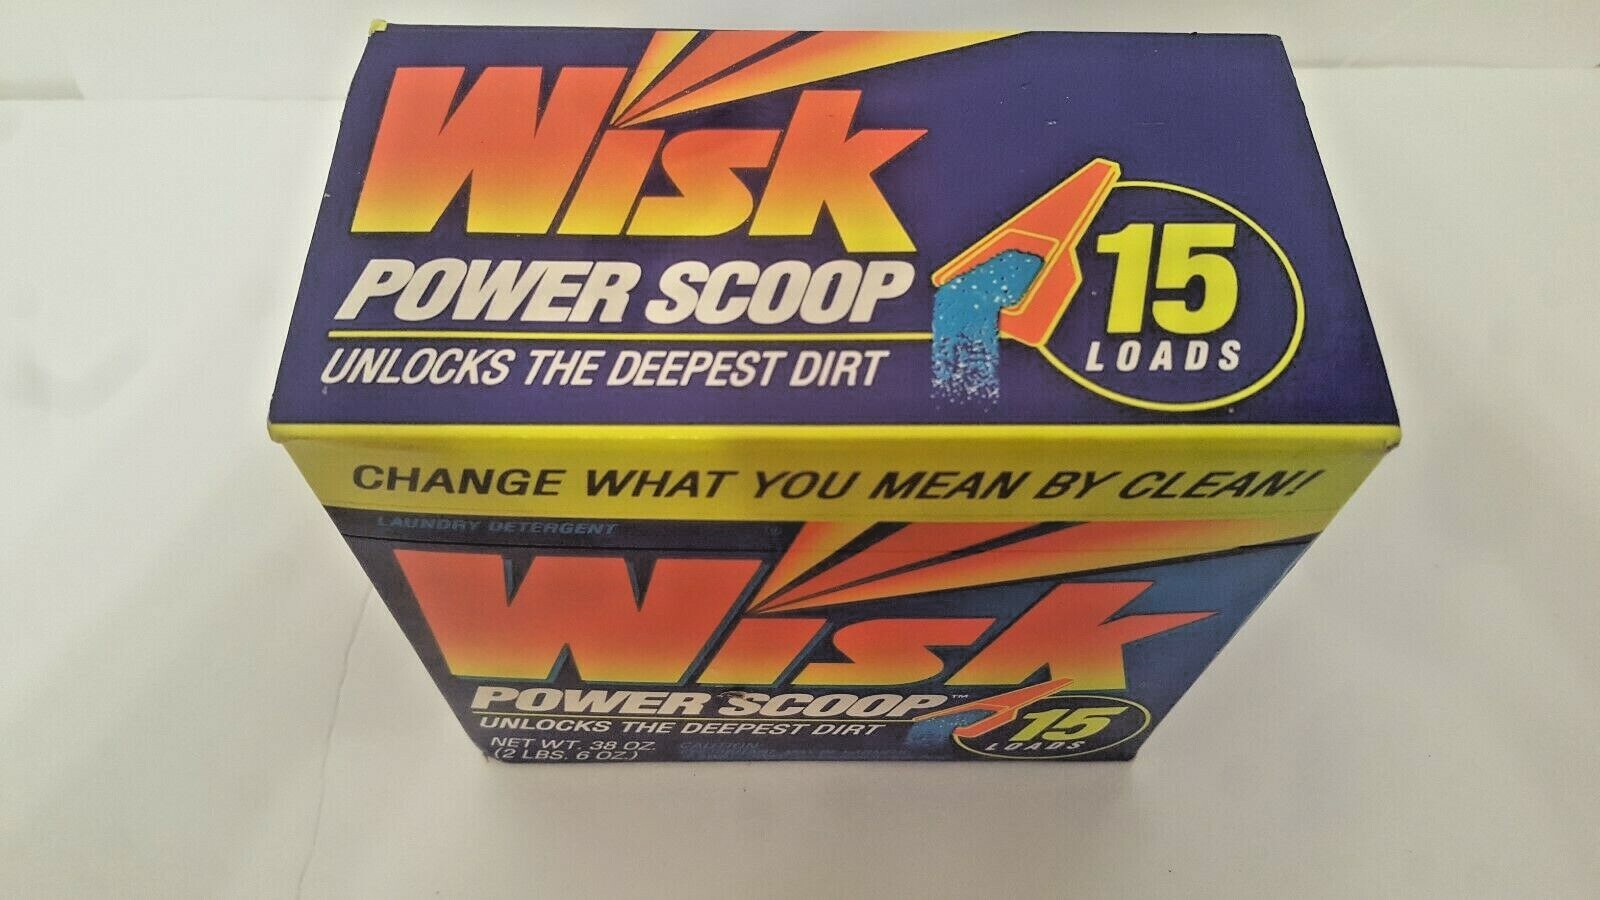 Wisk
POWER SCOOP
UNLOCKS THE DEEPEST DIRT
15
LOADS
CHANGE WHAT YOU MEAN BY CLEAN!
LAUNDRY DETERGENT
Wisk ®
POWER SCOOP™
UNLOCKS THE DEEPEST DIRT
15
LOADS
NET WT. 38 OZ.
(2 LBS. 6 OZ.)
CAUTION: